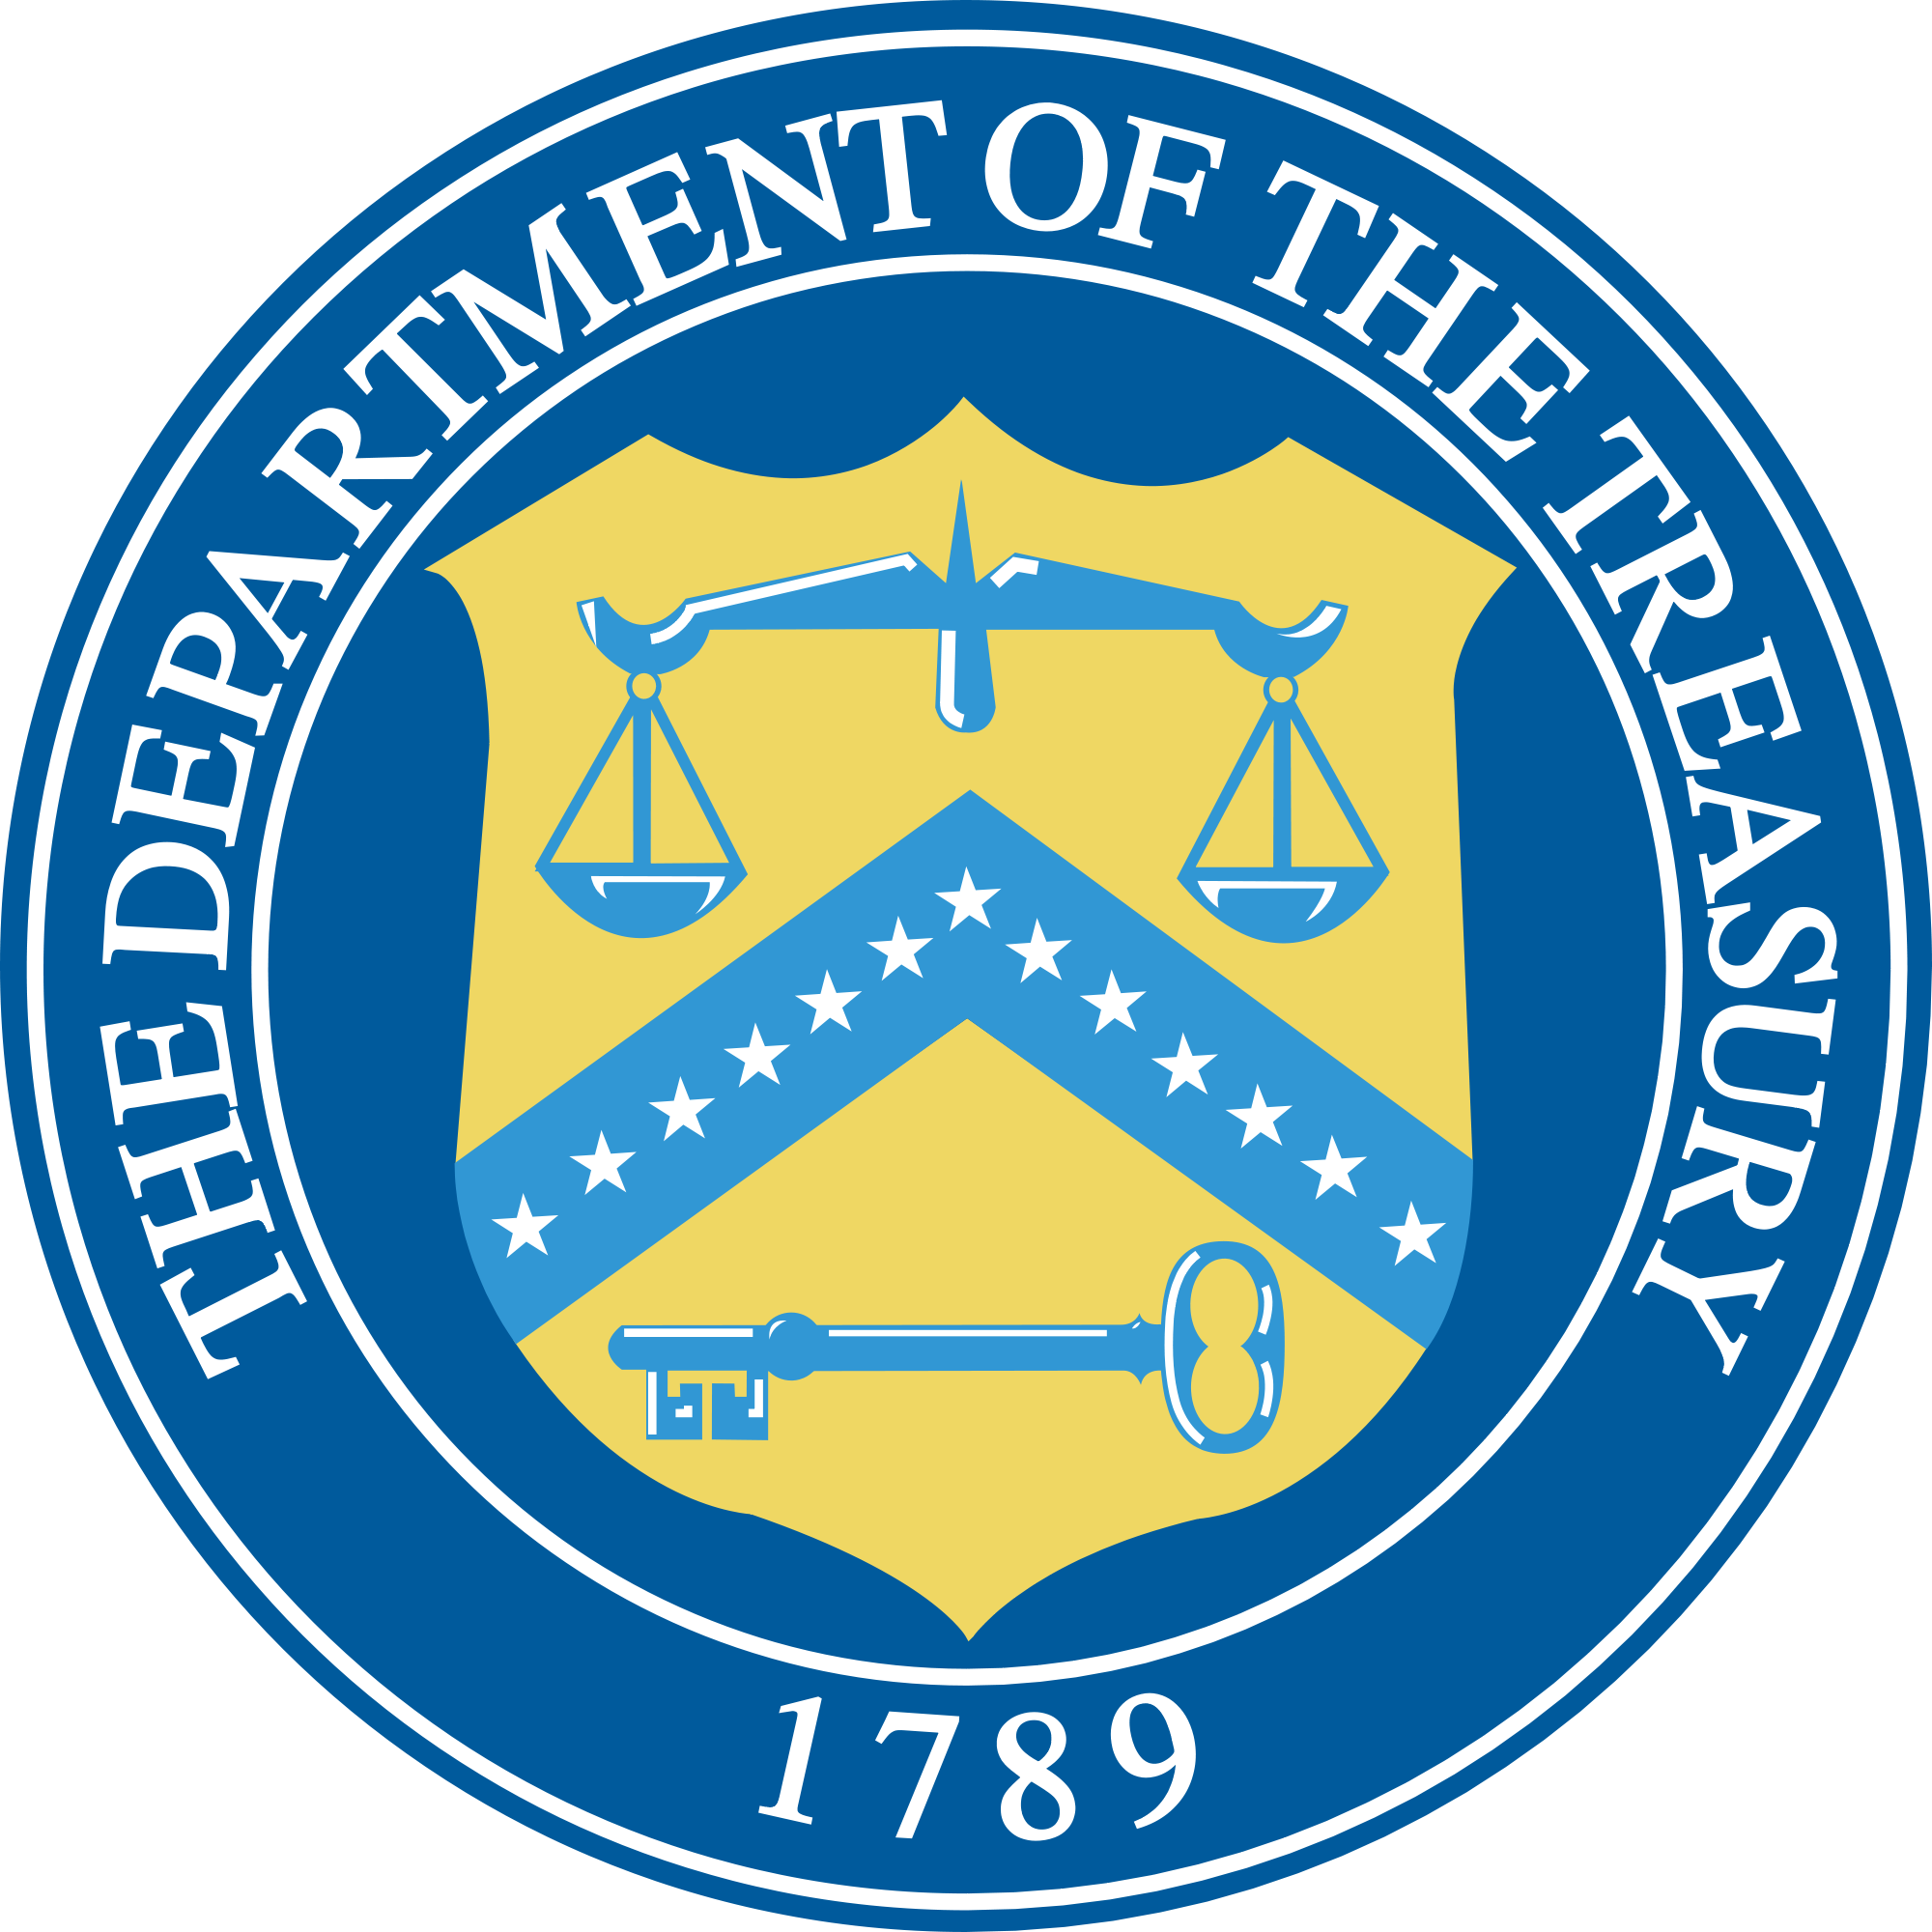 THE DEPARTMENT OF THE TREASURY
1789